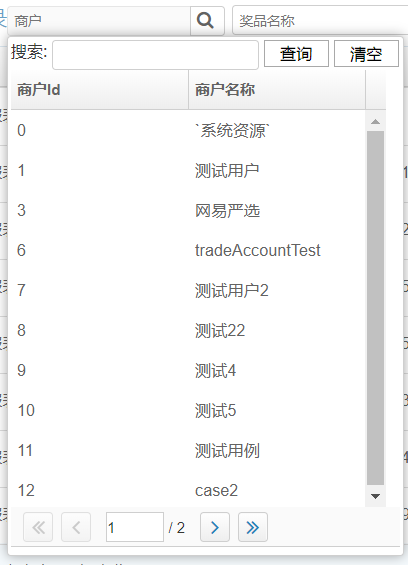 录
商户
奖品名称
搜索:
查询
清空
商户Id
商户名称
0
`系统资源`
1
测试用户
3
网易严选
6
tradeAccountTest
7
测试用户2
8
测试22
9
测试4
10
测试5
11
测试用例
12
case2
1
/ 2